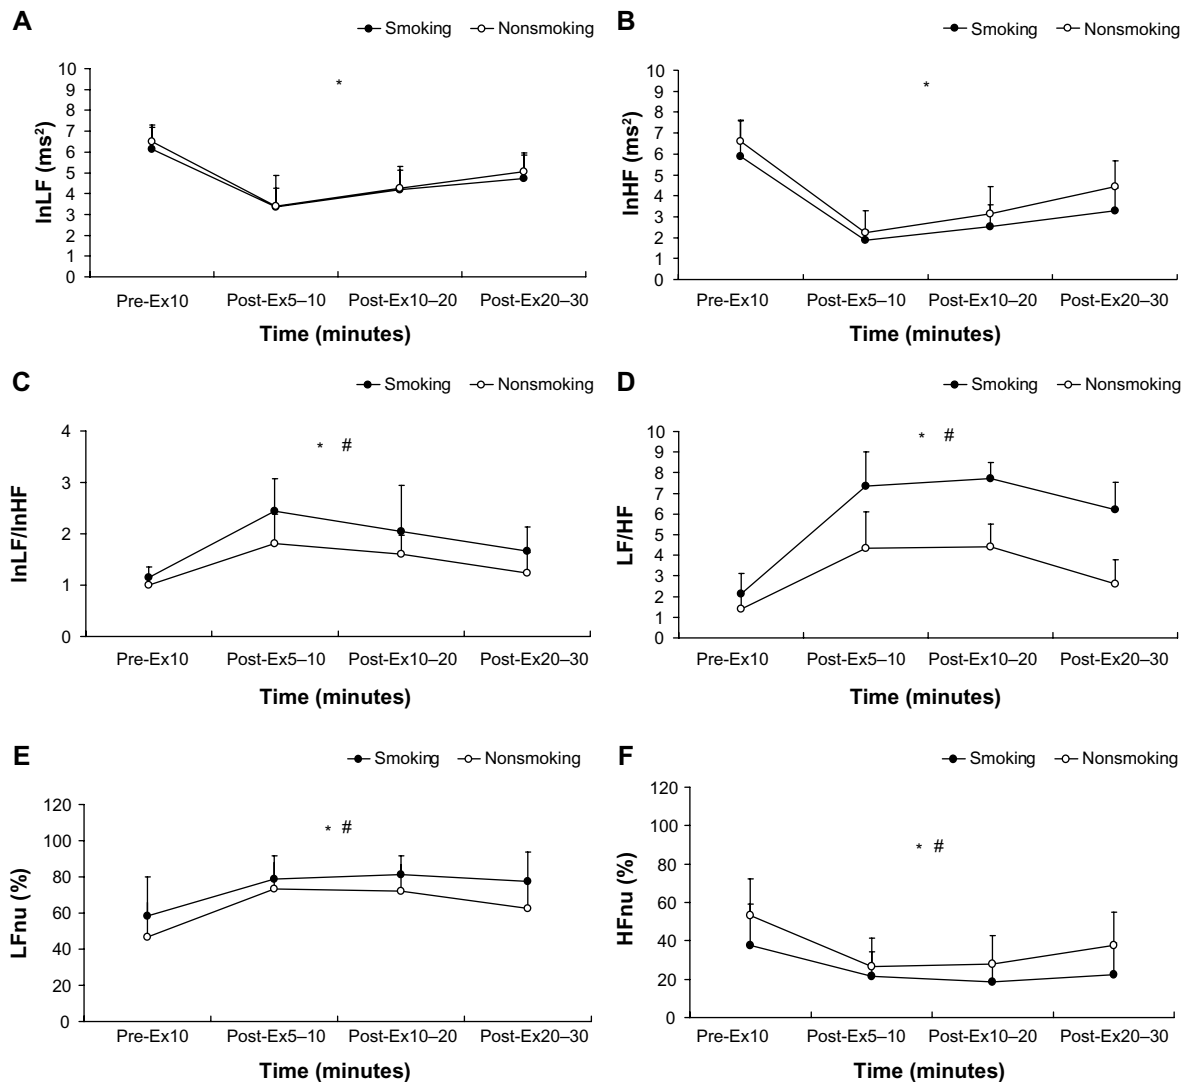 A
Smoking Nonsmoking
10
9
8
7
6
5
4
3
2
1
0
lnLF (ms²)
*
Pre-Ex10 Post-Ex5–10 Post-Ex10–20 Post-Ex20–30
Time (minutes)
B
Smoking Nonsmoking
10
9
8
7
6
5
4
3
2
1
0
lnHF (ms²)
*
Pre-Ex10 Post-Ex5–10 Post-Ex10–20 Post-Ex20–30
Time (minutes)
C
Smoking Nonsmoking
4
3
2
1
0
lnLF/lnHF
* #
Pre-Ex10 Post-Ex5–10 Post-Ex10–20 Post-Ex20–30
Time (minutes)
D
Smoking Nonsmoking
10
9
8
7
6
5
4
3
2
1
0
LF/HF
* #
Pre-Ex10 Post-Ex5–10 Post-Ex10–20 Post-Ex20–30
Time (minutes)
E
Smoking Nonsmoking
120
100
80
60
40
20
0
LFnu (%)
* #
Pre-Ex10 Post-Ex5–10 Post-Ex10–20 Post-Ex20–30
Time (minutes)
F
Smoking Nonsmoking
120
100
80
60
40
20
0
HFnu (%)
* #
Pre-Ex10 Post-Ex5–10 Post-Ex10–20 Post-Ex20–30
Time (minutes)